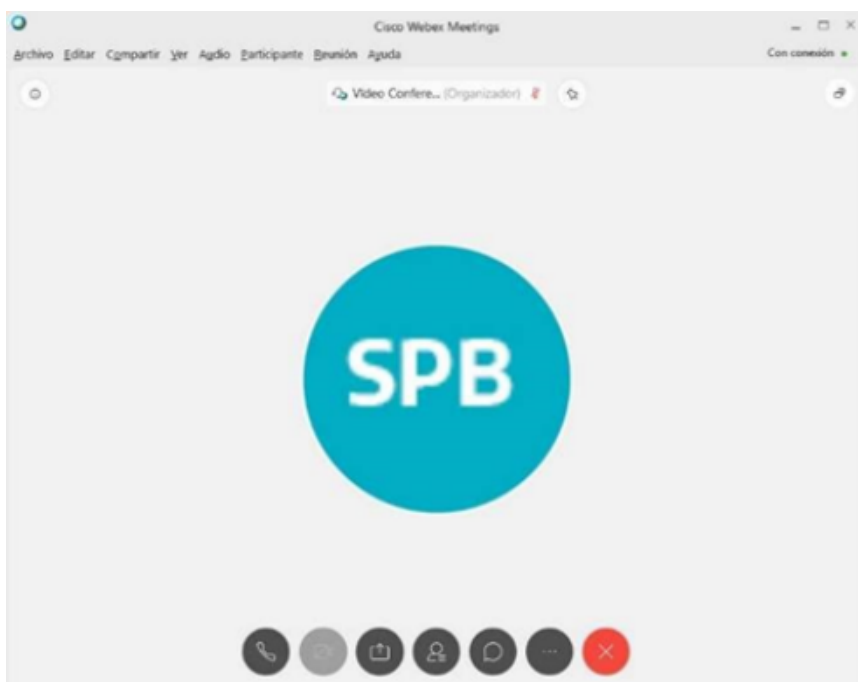 Cisco Webex Meetings
Archivo Editar Compartir Ver Audio Participante Reunión Ayuda Con conexión
Video Confere... (Organizador)
SPB